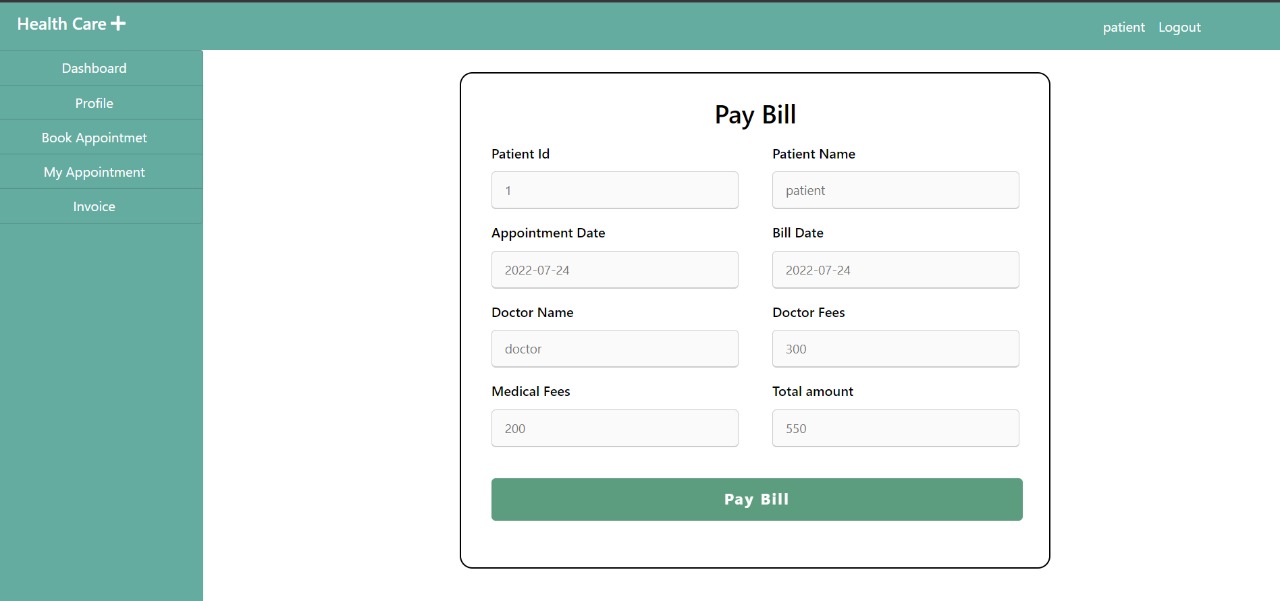 Health Care
patient Logout
Dashboard
Profile
Book Appointmet
My Appointment
Invoice
Pay Bill
Patient Id
Patient Name
1
patient
Appointment Date
Bill Date
2022-07-24
2022-07-24
Doctor Name
Doctor Fees
doctor
300
Medical Fees
Total amount
200
550
Pay Bill